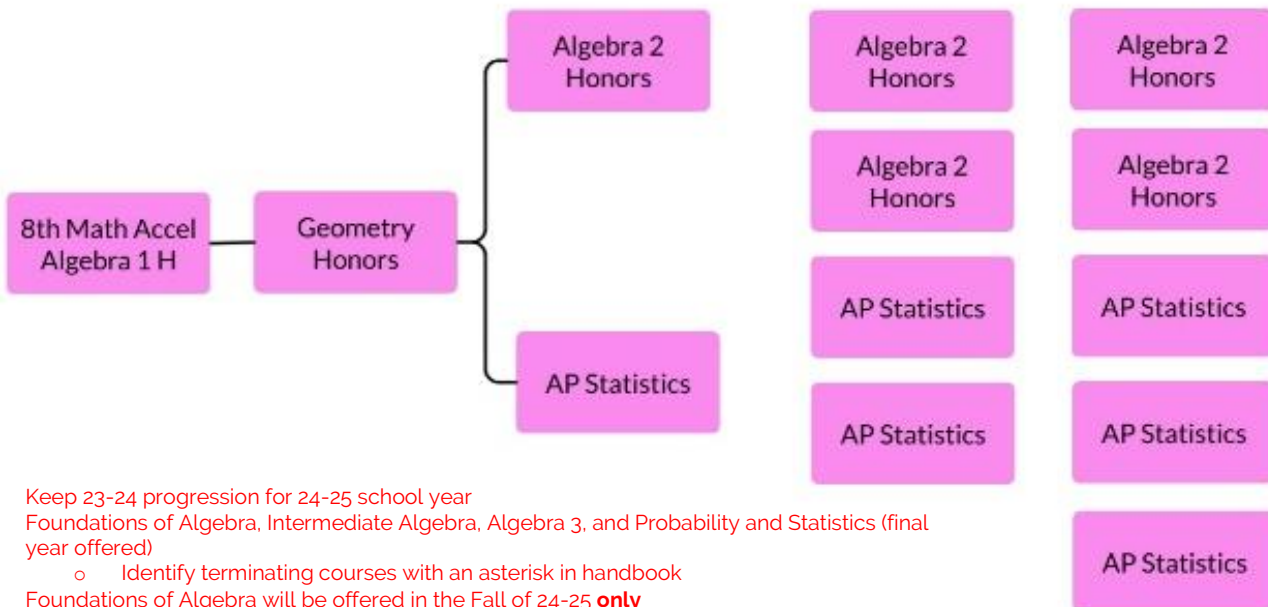 Algebra 2
Honors
Algebra 2
Honors
Algebra 2
Honors
Algebra 2
Honors
Algebra 2
Honors
8th Math Accel
Algebra 1 H
Geometry
Honors
AP Statistics
AP Statistics
AP Statistics
AP Statistics
AP Statistics
AP Statistics
Keep 23-24 progression for 24-25 school year
Foundations of Algebra, Intermediate Algebra, Algebra 3, and Probability and Statistics (final
year offered)
o Identify terminating courses with an asterisk in handbook
Foundations of Algebra will be offered in the Fall of 24-25 only